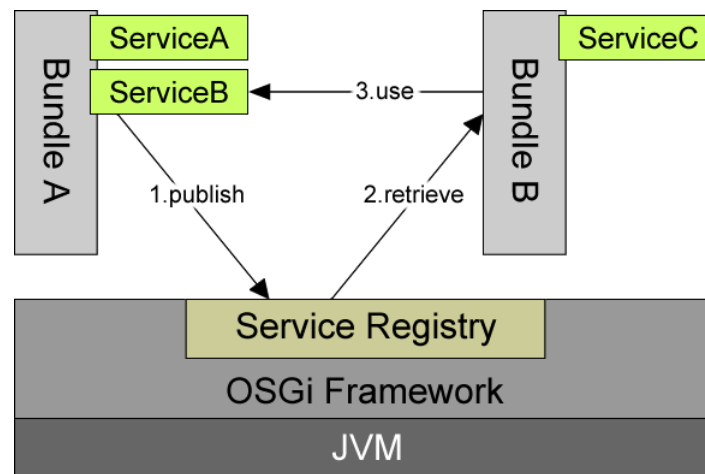 ServiceA
ServiceB
Bundle A
3.use
Bundle B
ServiceC
1.publish
2.retrieve
Service Registry
OSGi Framework
JVM